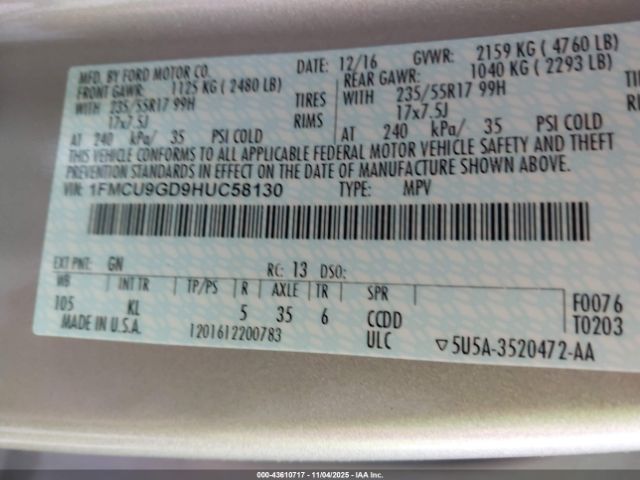 MFD. BY FORD MOTOR CO. DATE: 12/16 GVWR: 2159 KG ( 4760 LB)
FRONT GAWR: 1125 KG ( 2480 LB) REAR GAWR: 1040 KG ( 2293 LB)
WITH 235/55R17 99H TIRES WITH 235/55R17 99H
17x7.5J RIMS 17x7.5J
AT 240 kPa/ 35 PSI COLD AT 240 kPa/ 35 PSI COLD
THIS VEHICLE CONFORMS TO ALL APPLICABLE FEDERAL MOTOR VEHICLE SAFETY AND THEFT
PREVENTION STANDARDS IN EFFECT ON THE DATE OF MANUFACTURE SHOWN ABOVE.
VIN: 1FMCU9GD9HUC58130 TYPE: MPV
EXT PNT: GN RC: 13 DSO:
WB INT TR TP/PS R AXLE TR SPR F0076
105 KL 5 35 6 CCDD T0203
MADE IN U.S.A. 1201612200783 ULC ▽5U5A-3520472-AA
000-43610717 - 11/04/2025 - IAA Inc.